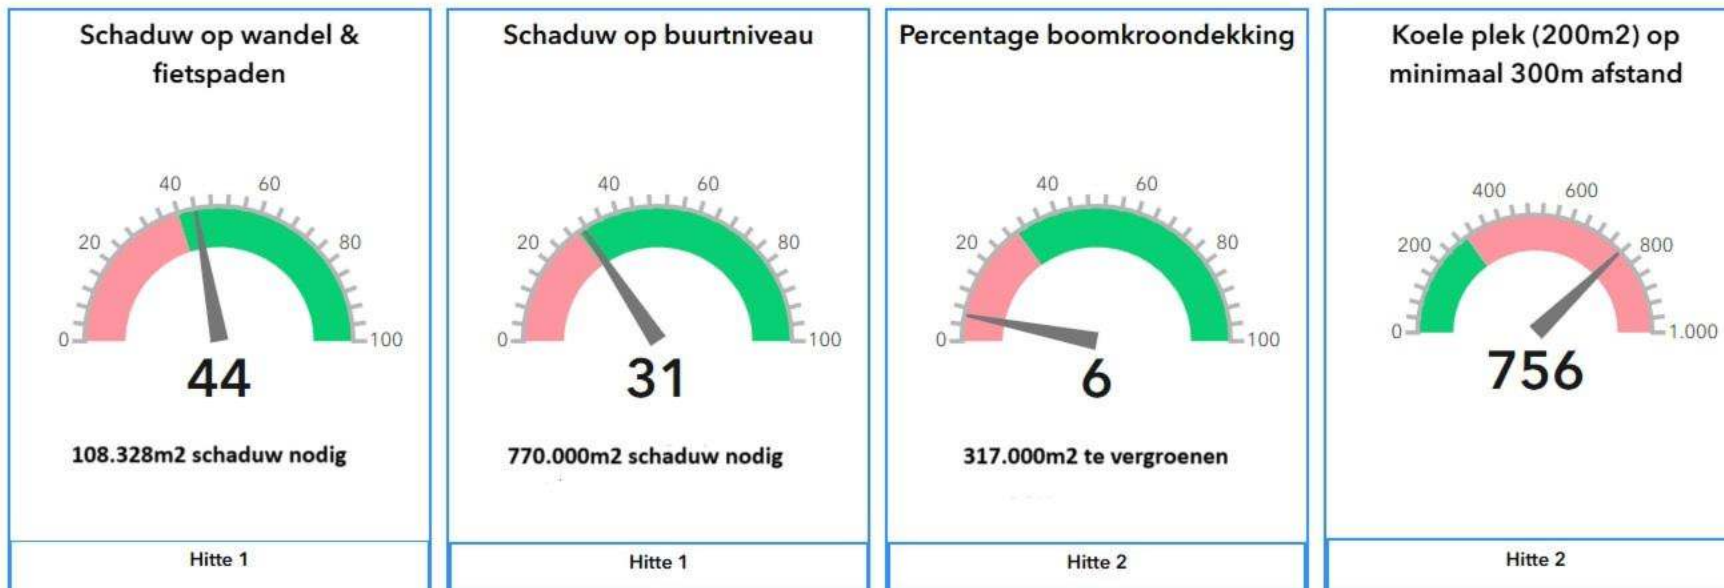 Schaduw op wandel &
fietspaden
0
20
40
60
80
100
44
108.328m2 schaduw nodig
Hitte 1
Schaduw op buurtniveau
0
20
40
60
80
100
31
770.000m2 schaduw nodig
Hitte 1
Percentage boomkroondekking
0
20
40
60
80
100
6
317.000m2 te vergroenen
Hitte 2
Koele plek (200m2) op
minimaal 300m afstand
0
200
400
600
800
1.000
756
Hitte 2